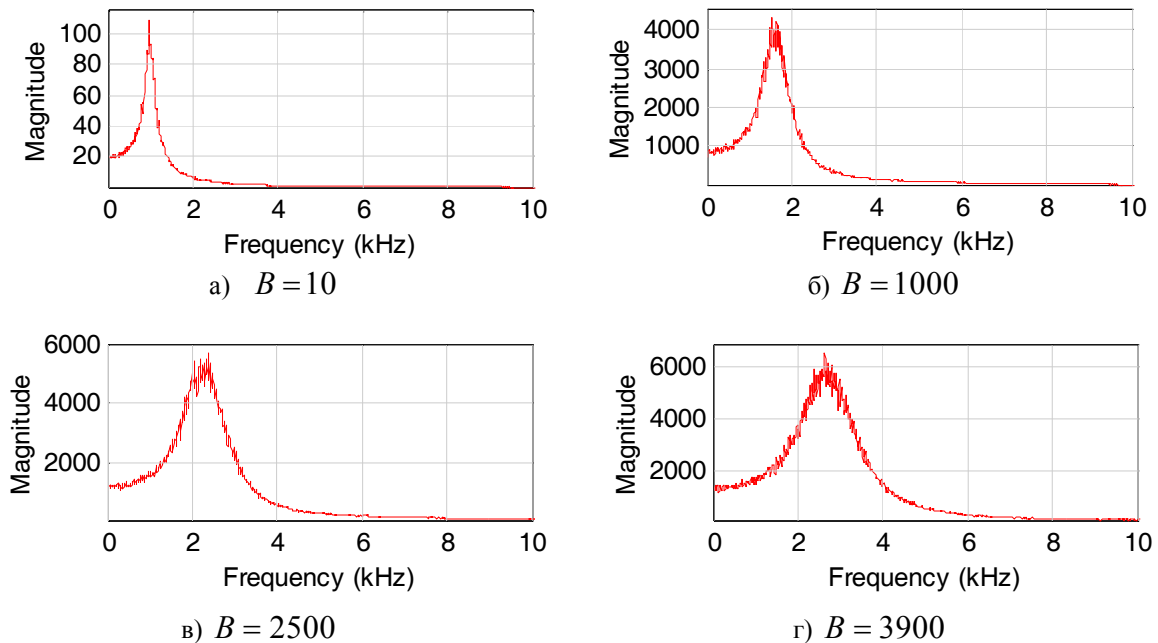 Magnitude
100
80
60
40
20
0 2 4 6 8 10
Frequency (kHz)
а) B = 10
Magnitude
4000
3000
2000
1000
0 2 4 6 8 10
Frequency (kHz)
б) B = 1000
Magnitude
6000
4000
2000
0 2 4 6 8 10
Frequency (kHz)
в) B = 2500
Magnitude
6000
4000
2000
0 2 4 6 8 10
Frequency (kHz)
г) B = 3900